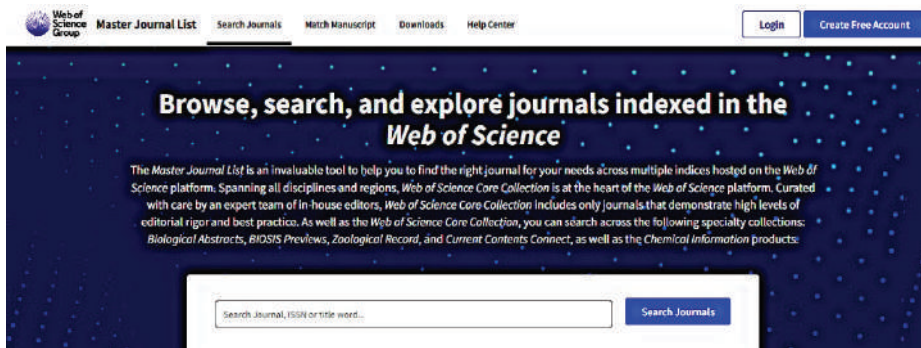 Web of
Science
Group
Master Journal List
Search Journals
Match Manuscript
Downloads
Help Center
Login
Create Free Account
Browse, search, and explore journals indexed in the
Web of Science
The Master Journal List is an invaluable tool to help you to find the right journal for your needs across multiple indices hosted on the Web of
Science platform. Spanning all disciplines and regions, Web of Science Core Collection is at the heart of the Web of Science platform. Curated
with care by an expert team of in-house editors, Web of Science Core Collection includes only journals that demonstrate high levels of
editorial rigor and best practice. As well as the Web of Science Core Collection, you can search across the following specialty collections:
Biological Abstracts, BIOSIS Previews, Zoological Record, and Current Contents Connect, as well as the Chemical Information products.
Search Journal, ISSN or title word...
Search Journals